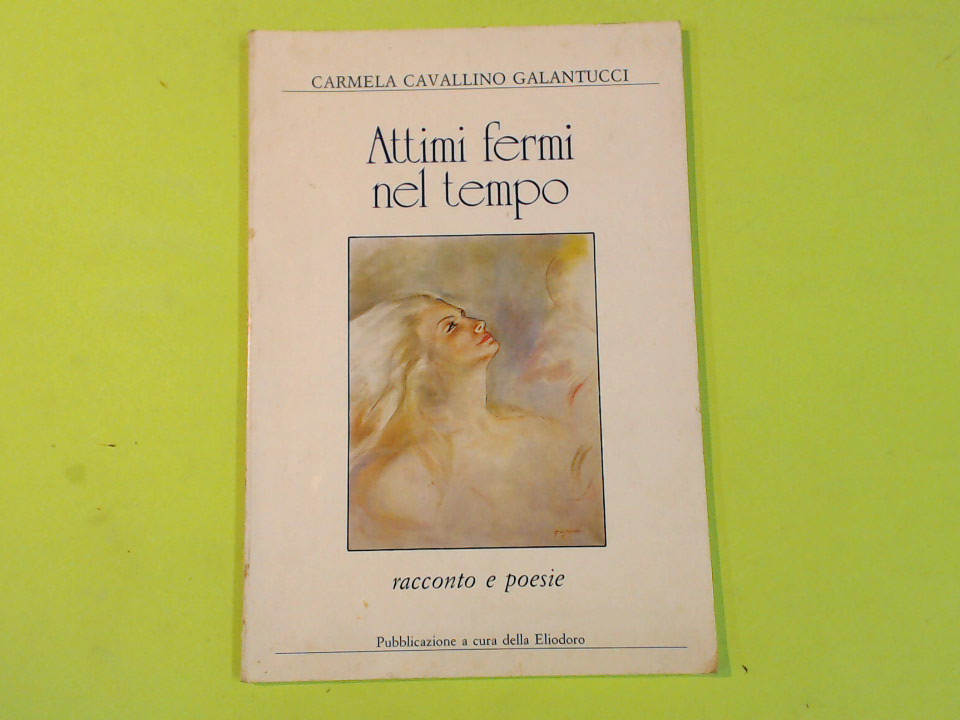 CARMELA CAVALLINO GALANTUCCI
Attimi fermi
nel tempo
racconto e poesie
Pubblicazione a cura della Eliodoro